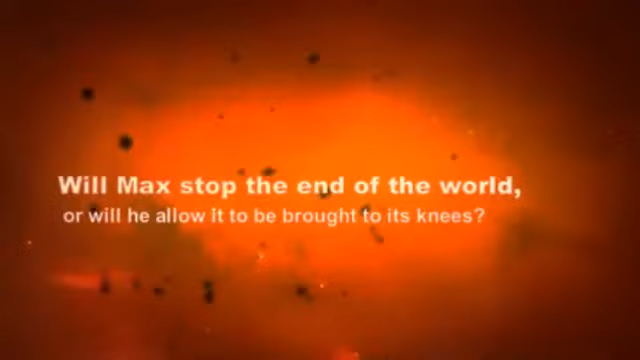 Will Max stop the end of the world,
or will he allow it to be brought to its knees?